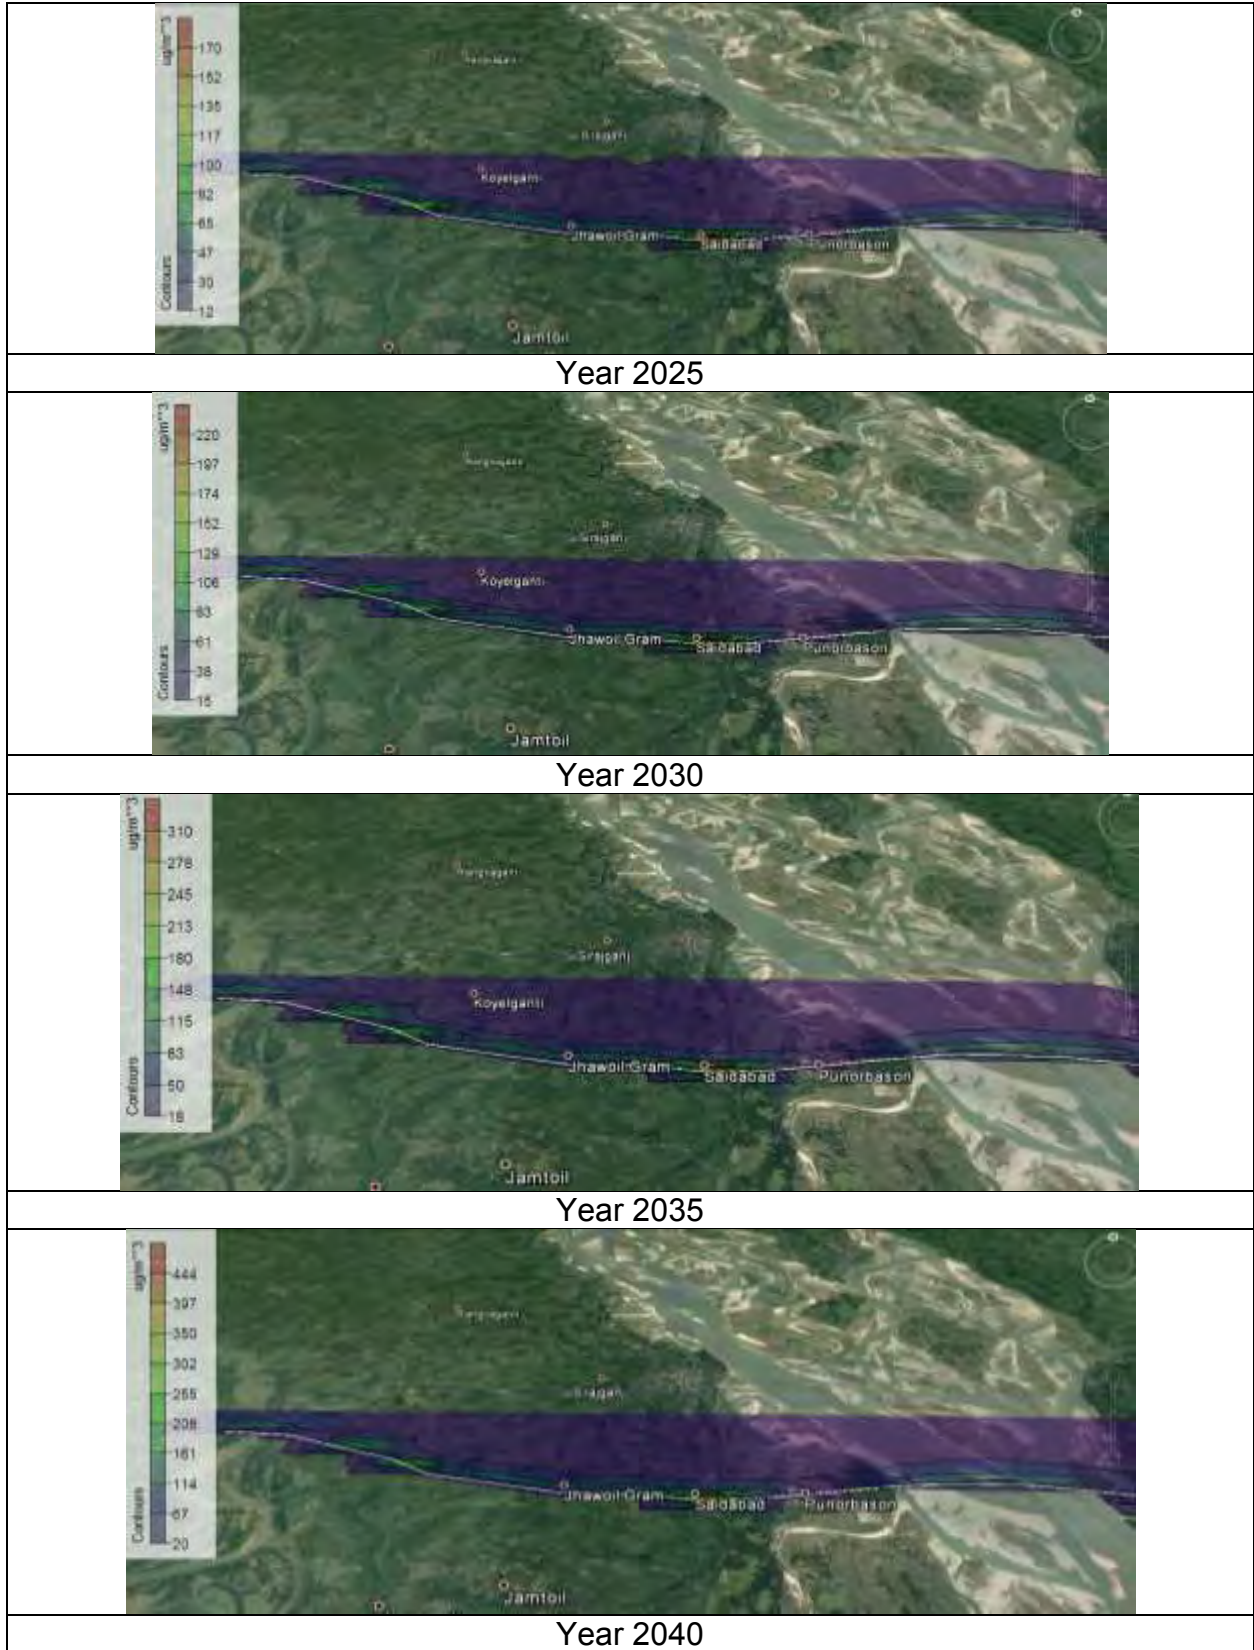 ug/m**3
170
152
135
117
100
82
65
47
30
12
Contours
Koyelganti
Jhawoil Gram
Saidabad
Punorbason
Jamtoil
Year 2025
ug/m**3
220
197
174
152
129
106
83
61
38
15
Contours
Koyelganti
Jhawoil Gram
Saidabad
Punorbason
Jamtoil
Year 2030
ug/m**3
310
278
245
213
180
148
115
83
50
18
Contours
Sirajganj
Koyelganti
Jhawoil Gram
Saidabad
Punorbason
Jamtoil
Year 2035
ug/m**3
444
397
350
302
255
208
161
114
67
20
Contours
Jhawoil Gram
Saidabad
Punorbason
Jamtoil
Year 2040